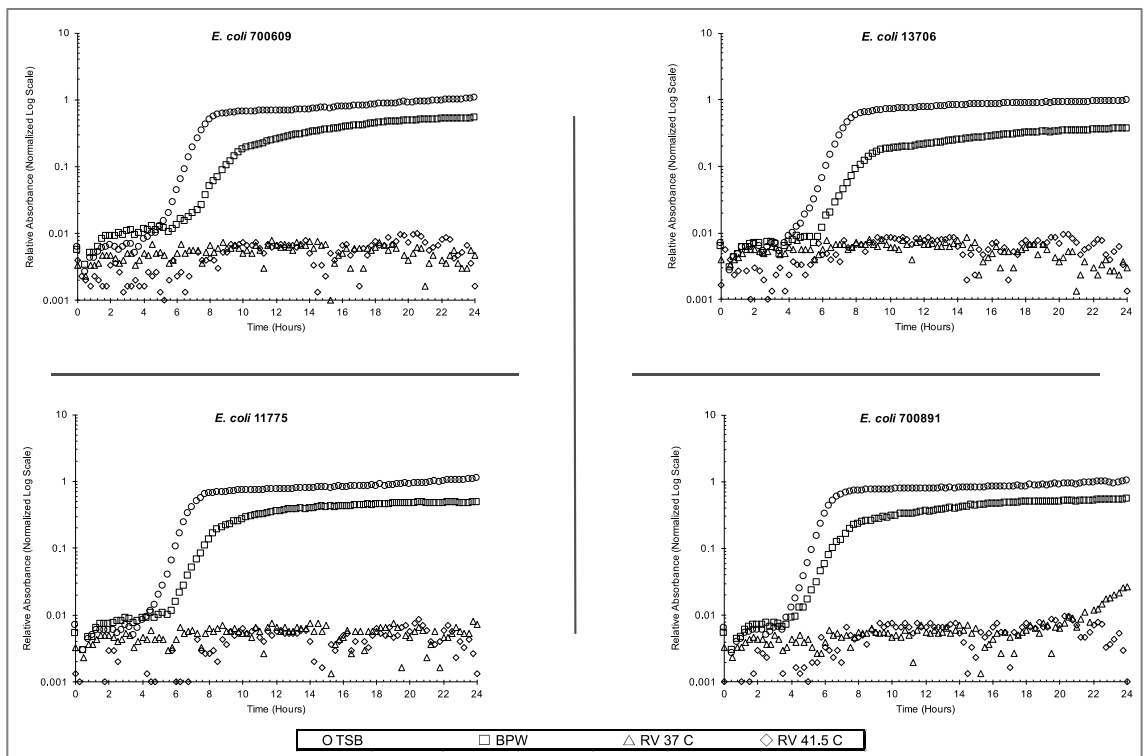 E. coli 700609
Relative Absorbance (Normalized Log Scale)
10
1
0.1
0.01
0.001
0 2 4 6 8 10 12 14 16 18 20 22 24
Time (Hours)
E. coli 13706
Relative Absorbance (Normalized Log Scale)
10
1
0.1
0.01
0.001
0 2 4 6 8 10 12 14 16 18 20 22 24
Time (Hours)
E. coli 11775
Relative Absorbance (Normalized Log Scale)
10
1
0.1
0.01
0.001
0 2 4 6 8 10 12 14 16 18 20 22 24
Time (Hours)
E. coli 700891
Relative Absorbance (Normalized Log Scale)
10
1
0.1
0.01
0.001
0 2 4 6 8 10 12 14 16 18 20 22 24
Time (Hours)
TSB BPW RV 37 C RV 41.5 C